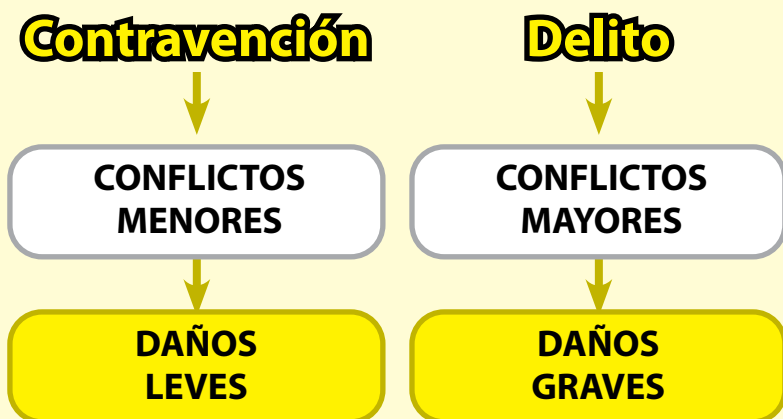 Contravención
CONFLICTOS
MENORES
DAÑOS
LEVES
Delito
CONFLICTOS
MAYORES
DAÑOS
GRAVES